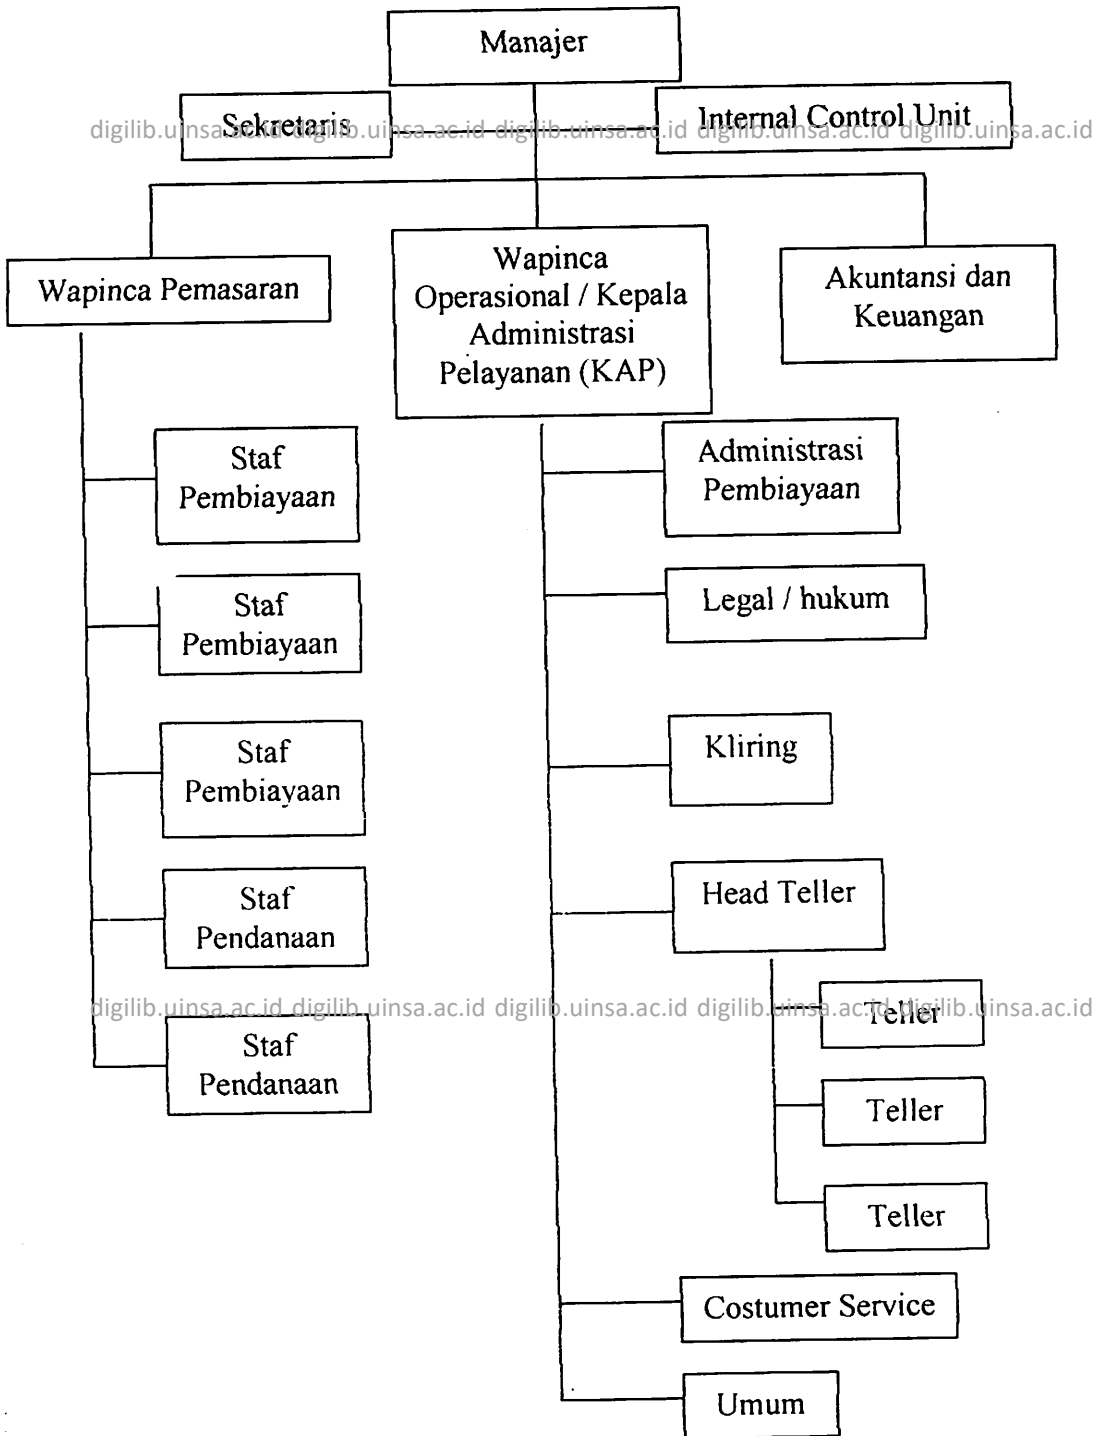 Manajer
Sekretaris
Internal Control Unit
digilib.uinsa.ac.id digilib.uinsa.ac.id digilib.uinsa.ac.id digilib.uinsa.ac.id digilib.uinsa.ac.id
Wapinca Pemasaran
Wapinca
Operasional / Kepala
Administrasi
Pelayanan (KAP)
Akuntansi dan
Keuangan
Staf
Pembiayaan
Staf
Pembiayaan
Staf
Pembiayaan
Staf
Pendanaan
Staf
Pendanaan
Administrasi
Pembiayaan
Legal / hukum
Kliring
Head Teller
digilib.uinsa.ac.id digilib.uinsa.ac.id digilib.uinsa.ac.id digilib.uinsa.ac.id digilib.uinsa.ac.id
Teller
Teller
Teller
Costumer Service
Umum